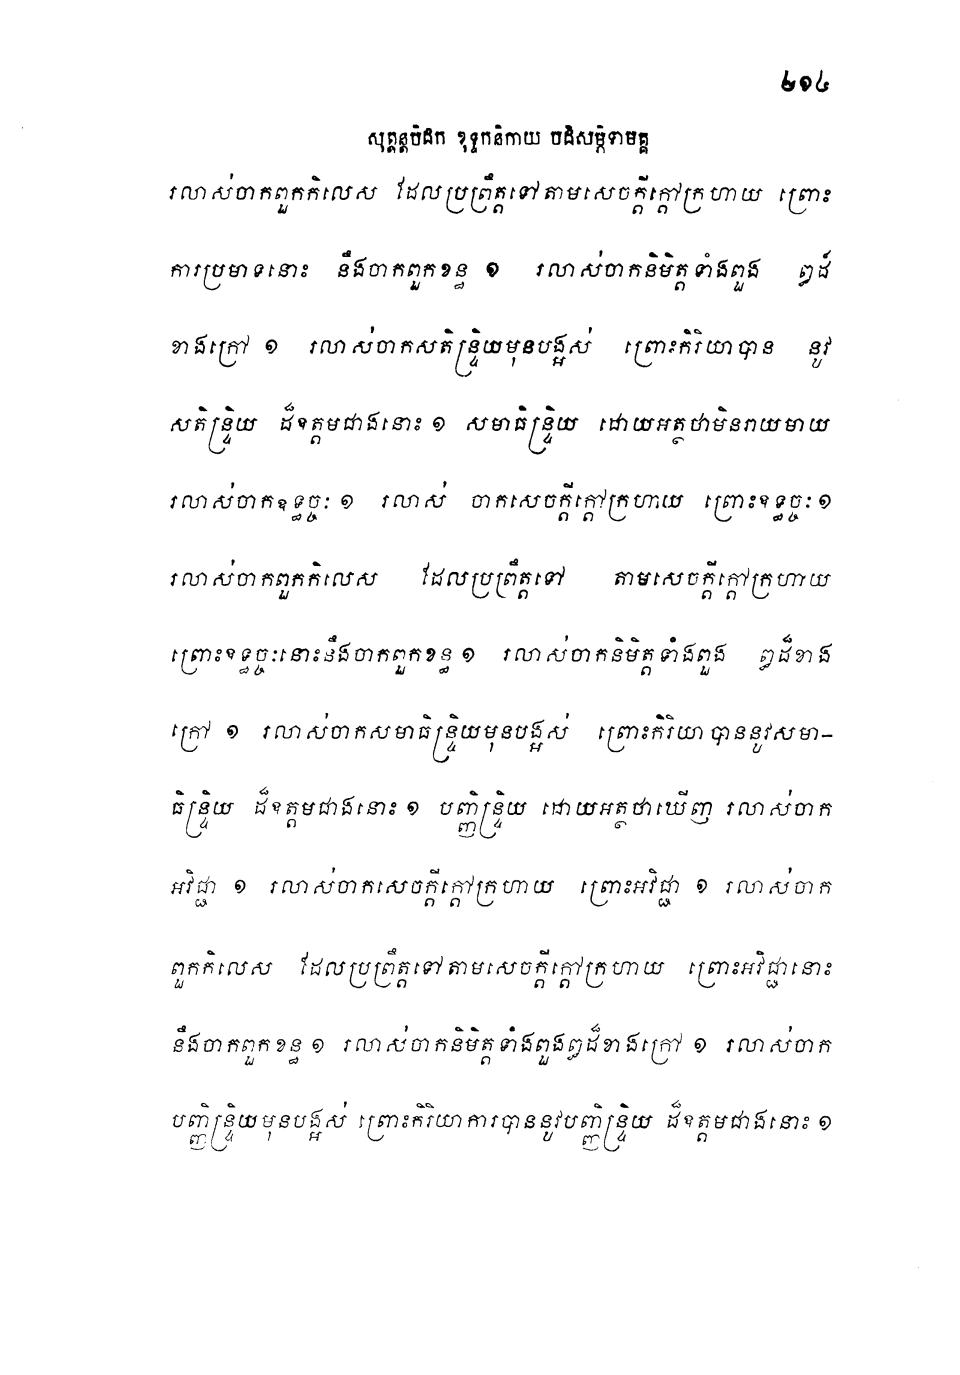 ២១៤
សុត្តន្តបិដក ខុទ្ទកនិកាយ បដិសម្ភិទាមគ្គ
រលាស់ចាកពួកកិលេស ដែលប្រព្រឹត្តទៅតាមសេចក្តីក្តៅក្រហាយ ព្រោះ
ការប្រមាទនោះ នឹងចាកពួកខន្ធ ១ រលាស់ចាកនិមិត្តទាំងពួង ឰដ៏
ខាងក្រៅ ១ រលាស់ចាកសតិន្ទ្រិយមុនបង្អស់ ព្រោះកិរិយាបាន នូវ
សតិន្ទ្រិយ ដ៏ឧត្តមជាងនោះ ១ សមាធិន្ទ្រិយ ដោយអត្ថថាមិនរាយមាយ
រលាស់ចាកឧទ្ធច្ចៈ ១ រលាស់ ចាកសេចក្តីក្តៅក្រហាយ ព្រោះឧទ្ធច្ចៈ ១
រលាស់ចាកពួកកិលេស ដែលប្រព្រឹត្តទៅ តាមសេចក្តីក្តៅក្រហាយ
ព្រោះឧទ្ធច្ចៈនោះនឹងចាកពួកខន្ធ ១ រលាស់ចាកនិមិត្តទាំងពួង ឰដ៏ខាង
ក្រៅ ១ រលាស់ចាកសមាធិន្ទ្រិយមុនបង្អស់ ព្រោះកិរិយាបាននូវសមា-
ធិន្ទ្រិយ ដ៏ឧត្តមជាងនោះ ១ បញ្ញិន្ទ្រិយ ដោយអត្ថថាឃើញ រលាស់ចាក
អវិជ្ជា ១ រលាស់ចាកសេចក្តីក្តៅក្រហាយ ព្រោះអវិជ្ជា ១ រលាស់ចាក
ពួកកិលេស ដែលប្រព្រឹត្តទៅតាមសេចក្តីក្តៅក្រហាយ ព្រោះអវិជ្ជានោះ
នឹងចាកពួកខន្ធ ១ រលាស់ចាកនិមិត្តទាំងពួងឰដ៏ខាងក្រៅ ១ រលាស់ចាក
បញ្ញិន្ទ្រិយមុនបង្អស់ ព្រោះកិរិយាការបាននូវបញ្ញិន្ទ្រិយ ដ៏ឧត្តមជាងនោះ ១